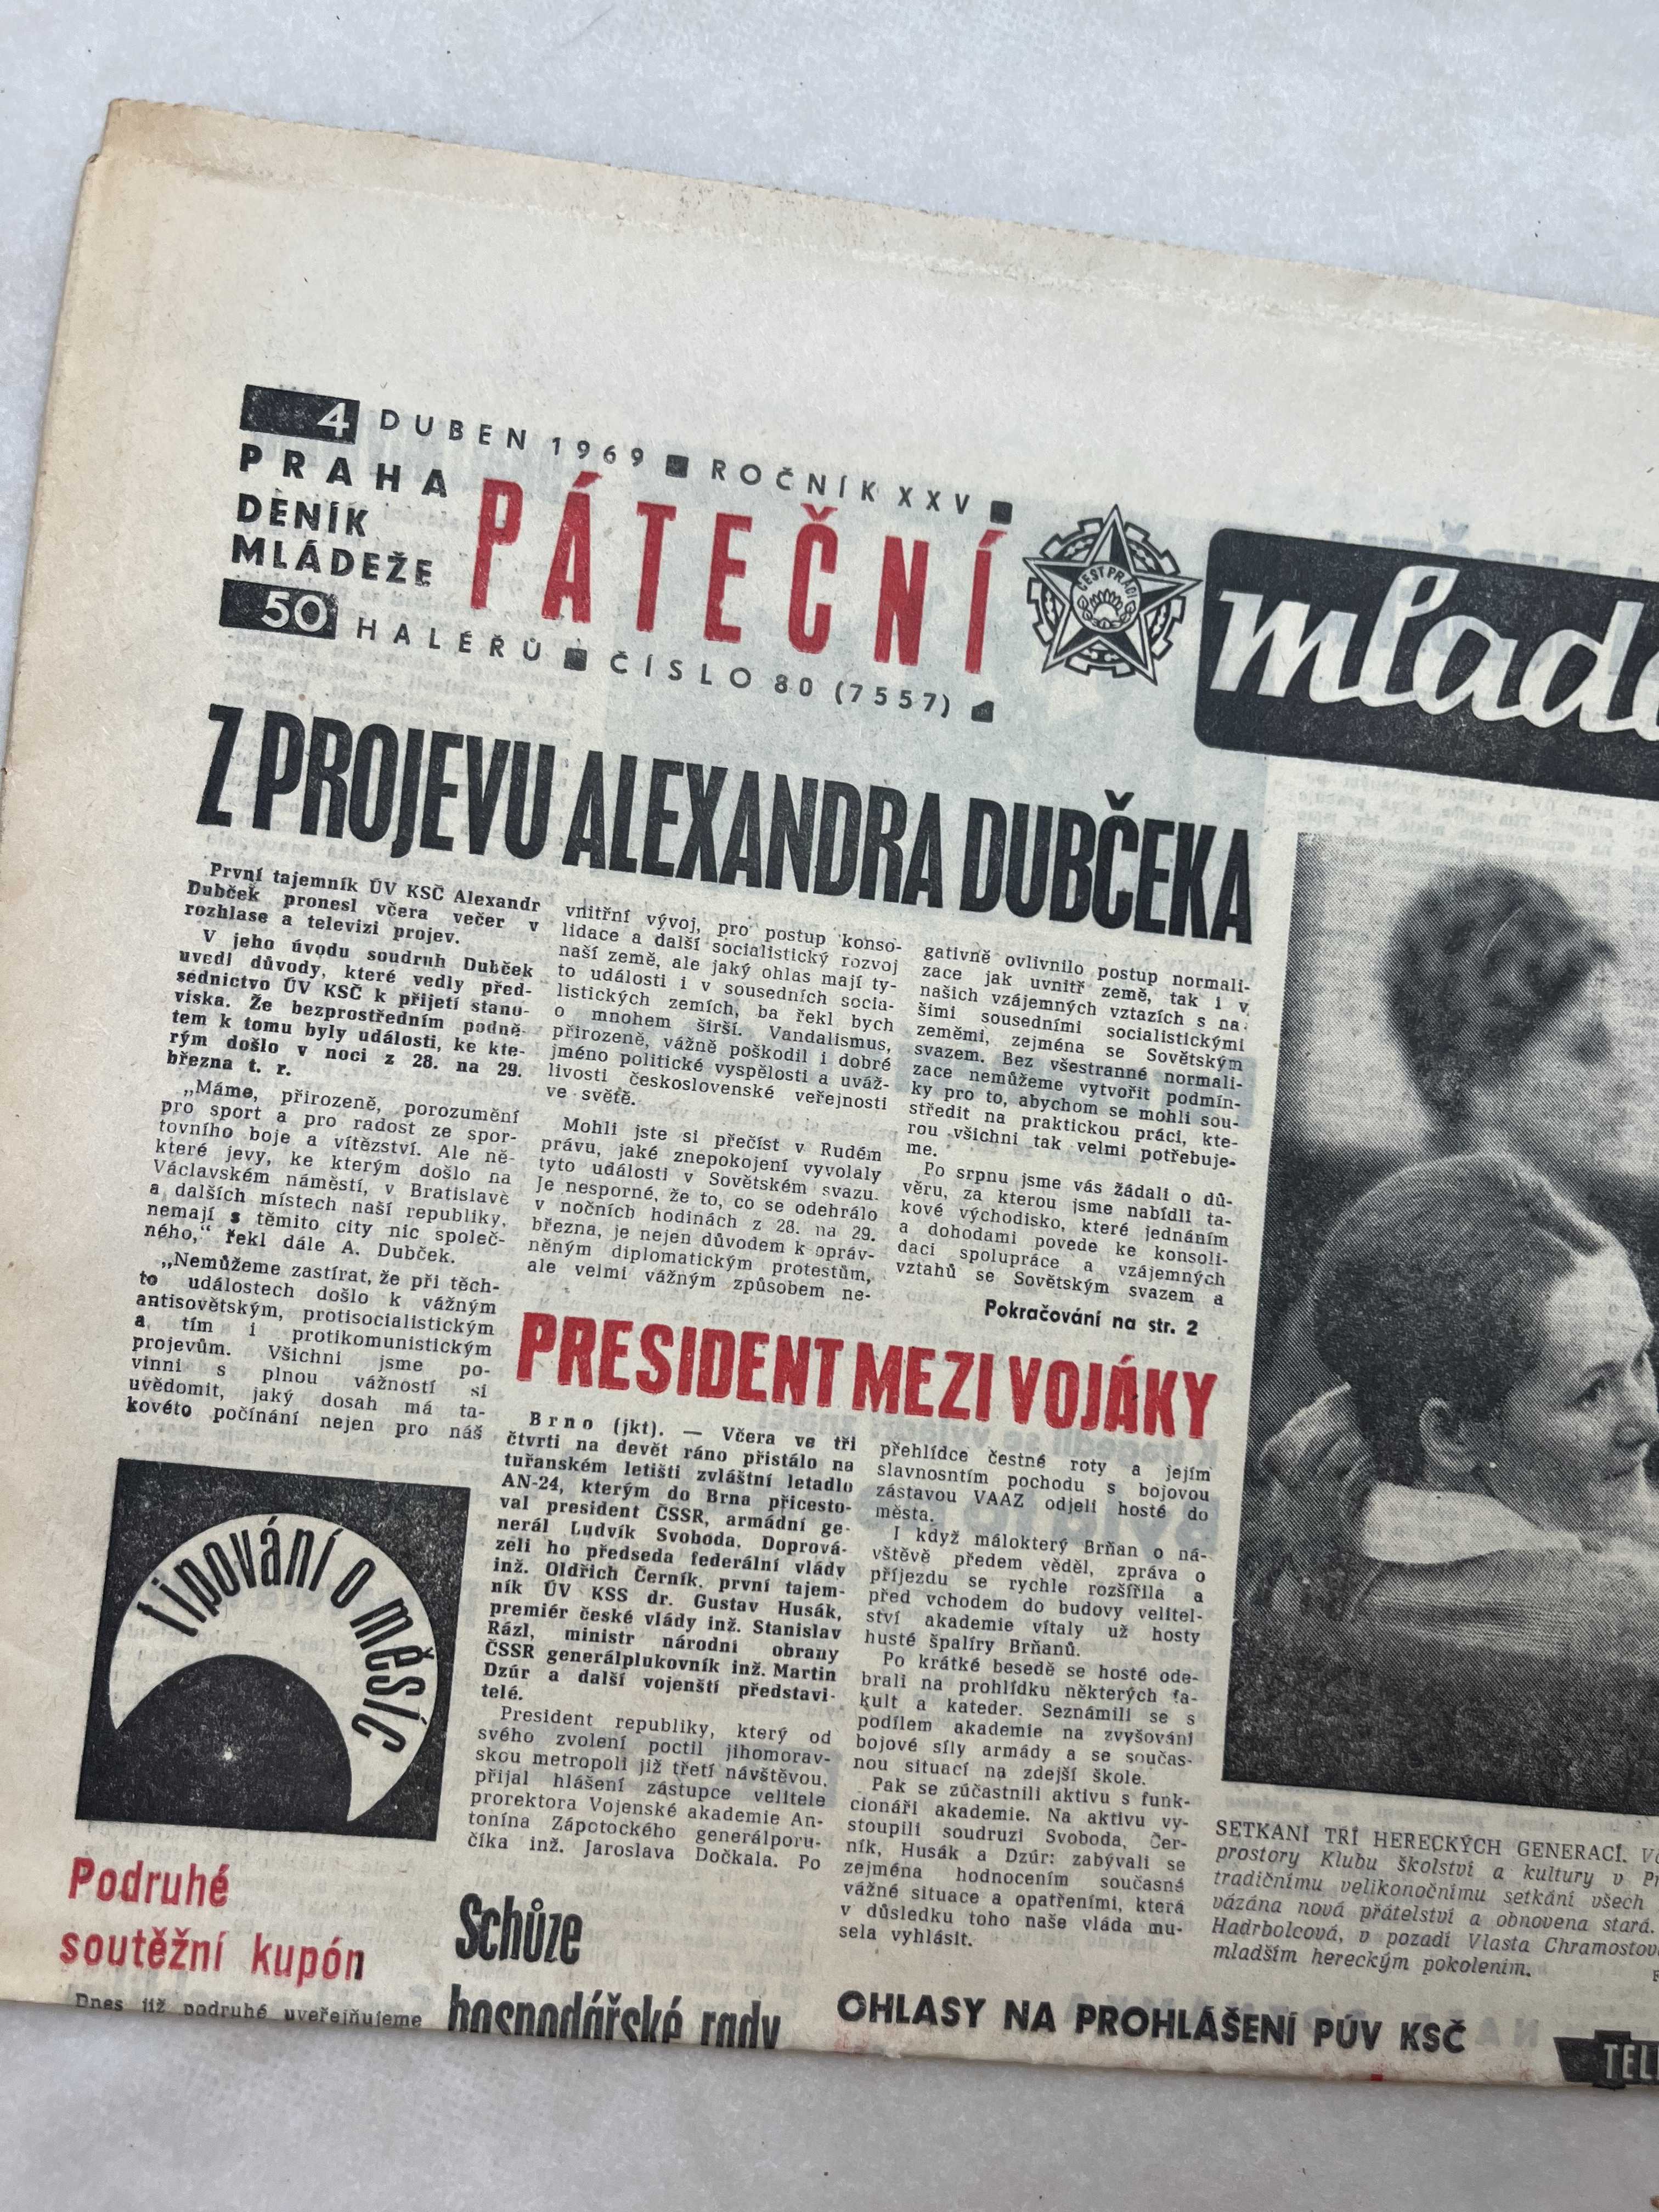 4 DUBEN 1969 ■ ROČNÍK XXV ■
PRAHA
DENÍK
MLÁDEŽE
50 HALÉŘŮ ■ ČÍSLO 80 (7557) ■
PÁTEČNÍ
ČEST PRÁCI
Z PROJEVU ALEXANDRA DUBČEKA
První tajemník ÚV KSČ Alexandr
Dubček pronesl včera večer v
rozhlase a televizi projev.
V jeho úvodu soudruh Dubček
uvedl důvody, které vedly před-
sednictvo ÚV KSČ k přijetí stano-
viska. Že bezprostředním podně-
tem k tomu byly události, ke kte-
rým došlo v noci z 28. na 29.
března t. r.
„Máme, přirozeně, porozumění
pro sport a pro radost ze spor-
tovního boje a vítězství. Ale ně-
které jevy, ke kterým došlo na
Václavském náměstí, v Bratislavě
a dalších místech naší republiky,
nemají s těmito city nic společ-
ného,“ řekl dále A. Dubček.
„Nemůžeme zastírat, že při těch-
to událostech došlo k vážným
antisovětským, protisocialistickým
a tím i protikomunistickým
projevům. Všichni jsme po-
vinni s plnou vážností si
uvědomit, jaký dosah má ta-
kovéto počínání nejen pro náš
vnitřní vývoj, pro postup konso-
lidace a další socialistický rozvoj
naší země, ale jaký ohlas mají ty-
to události i v sousedních socia-
listických zemích, ba řekl bych
o mnohem širší. Vandalismus,
přirozeně, vážně poškodil i dobré
jméno politické vyspělosti a uváž-
livosti československé veřejnosti
ve světě.
Mohli jste si přečíst v Rudém
právu, jaké znepokojení vyvolaly
tyto události v Sovětském svazu.
Je nesporné, že to, co se odehrálo
v nočních hodinách z 28. na 29.
března, je nejen důvodem k opráv-
něným diplomatickým protestům,
ale velmi vážným způsobem ne-
gativně ovlivnilo postup normali-
zace jak uvnitř země, tak i v
našich vzájemných vztazích s na-
šimi sousedními socialistickými
zeměmi, zejména se Sovětským
svazem. Bez všestranné normali-
zace nemůžeme vytvořit podmín-
ky pro to, abychom se mohli sou-
středit na praktickou práci, kte-
rou všichni tak velmi potřebuje-
me.
Po srpnu jsme vás žádali o dů-
věru, za kterou jsme nabídli ta-
kové východisko, které jednáním
a dohodami povede ke konsoli-
daci spolupráce a vzájemných
vztahů se Sovětským svazem a
Pokračování na str. 2
PRESIDENT MEZI VOJÁKY
Brno (jkt). — Včera ve tři
čtvrti na devět ráno přistálo na
tuřanském letišti zvláštní letadlo
AN-24, kterým do Brna přicesto-
val president ČSSR, armádní ge-
nerál Ludvík Svoboda. Doprová-
zeli ho předseda federální vlády
inž. Oldřich Černík, první tajem-
ník ÚV KSS dr. Gustav Husák,
premiér české vlády inž. Stanislav
Rázl, ministr národní obrany
ČSSR generálplukovník inž. Martin
Dzúr a další vojenští představi-
telé.
President republiky, který od
svého zvolení poctil jihomorav-
skou metropoli již třetí návštěvou,
přijal hlášení zástupce velitele
prorektora Vojenské akademie An-
tonína Zápotockého generálporu-
číka inž. Jaroslava Dočkala. Po
přehlídce čestné roty a jejím
slavnosntím pochodu s bojovou
zástavou VAAZ odjeli hosté do
města.
I když málokterý Brňan o ná-
vštěvě předem věděl, zpráva o
příjezdu se rychle rozšířila a
před vchodem do budovy velitel-
ství akademie vítaly už hosty
husté špalíry Brňanů.
Po krátké besedě se hosté ode-
brali na prohlídku některých fa-
kult a kateder. Seznámili se s
podílem akademie na zvyšování
bojové síly armády a se součas-
nou situací na zdejší škole.
Pak se zúčastnili aktivu s funk-
cionáři akademie. Na aktivu vy-
stoupili soudruzi Svoboda, Čer-
ník, Husák a Dzúr: zabývali se
zejména hodnocením současné
vážné situace a opatřeními, která
v důsledku toho naše vláda mu-
sela vyhlásit.
tipování o měsíc
Podruhé
soutěžní kupón
Dnes již podruhé uveřejňujeme
Schůze
hospodářské rady
OHLASY NA PROHLÁŠENÍ PÚV KSČ
SETKÁNÍ TŘÍ HERECKÝCH GENERACÍ.
prostory Klubu školství a kultury v
tradičnímu velikonočnímu setkání všech
vázána nová přátelství a obnovena stará.
Hadrbolcová, v pozadí Vlasta
mladším hereckým pokolením.